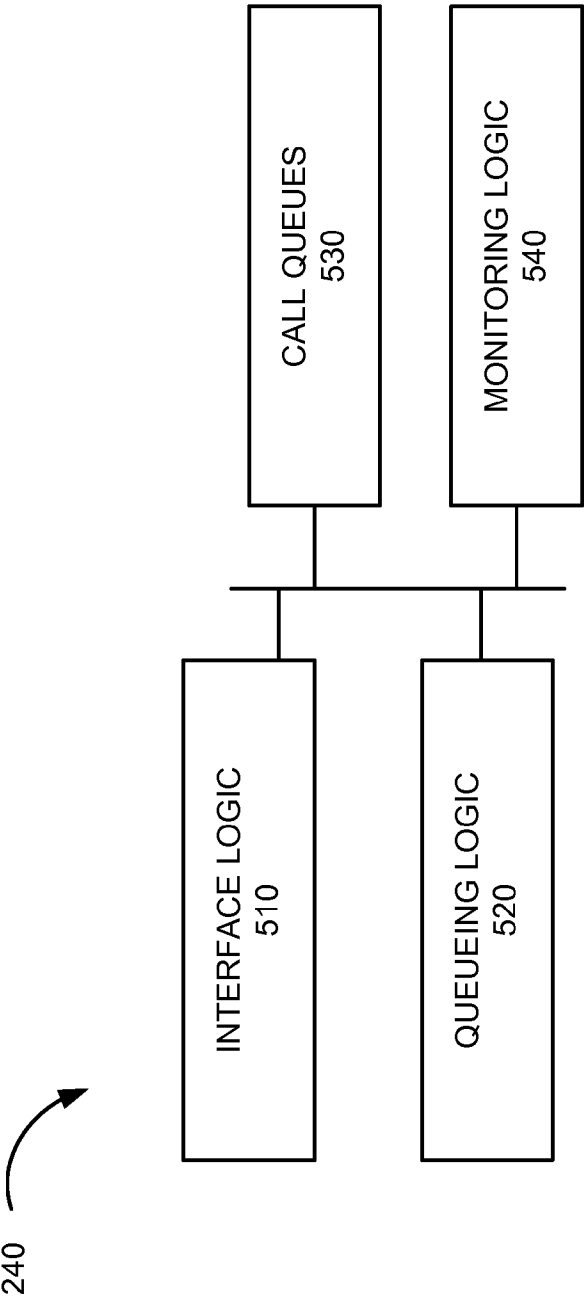 240
INTERFACE LOGIC
510
CALL QUEUES
530
QUEUEING LOGIC
520
MONITORING LOGIC
540